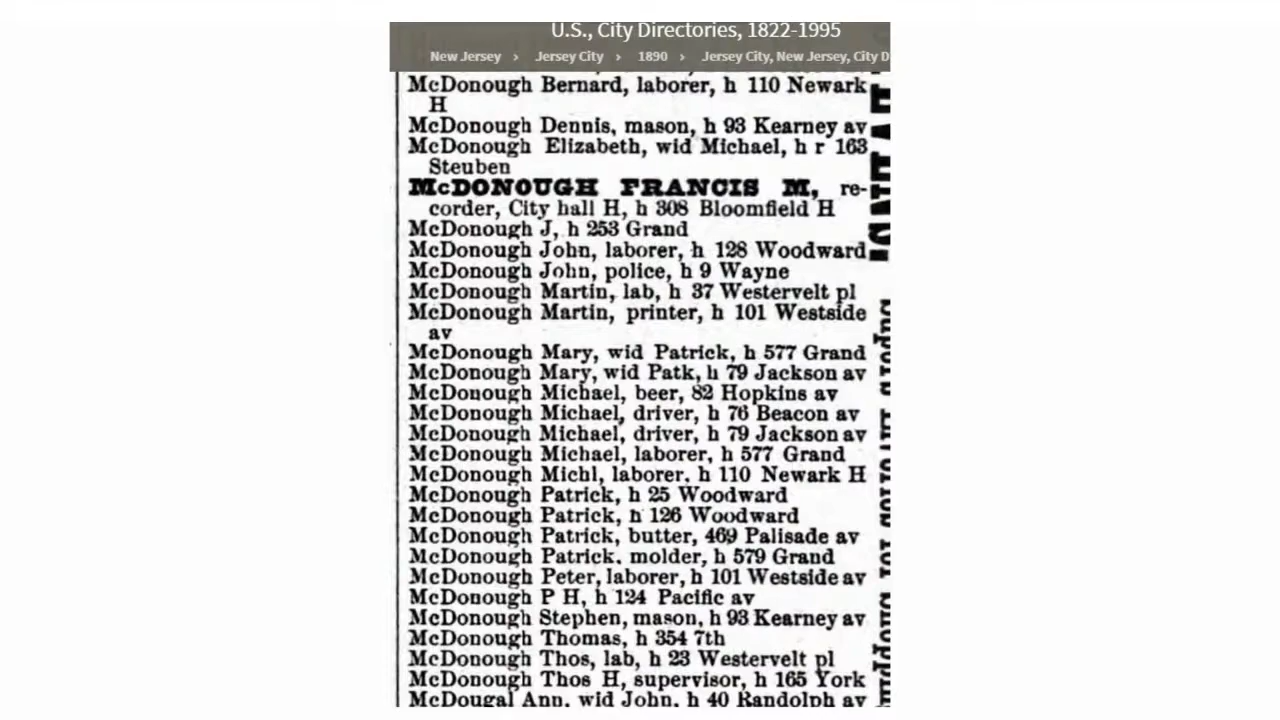 U.S., City Directories, 1822-1995
New Jersey › Jersey City › 1890 › Jersey City, New Jersey, City D
McDonough Bernard, laborer, h 110 Newark
H
McDonough Dennis, mason, h 93 Kearney av
McDonough Elizabeth, wid Michael, h r 163
Steuben
McDONOUGH FRANCIS M, re-
corder, City hall H, h 308 Bloomfield H
McDonough J, h 253 Grand
McDonough John, laborer, h 128 Woodward
McDonough John, police, h 9 Wayne
McDonough Martin, lab, h 37 Westervelt pl
McDonough Martin, printer, h 101 Westside
av
McDonough Mary, wid Patrick, h 577 Grand
McDonough Mary, wid Patk, h 79 Jackson av
McDonough Michael, beer, 82 Hopkins av
McDonough Michael, driver, h 76 Beacon av
McDonough Michael, driver, h 79 Jackson av
McDonough Michael, laborer, h 577 Grand
McDonough Michl, laborer, h 110 Newark H
McDonough Patrick, h 25 Woodward
McDonough Patrick, h 126 Woodward
McDonough Patrick, butter, 469 Palisade av
McDonough Patrick, molder, h 579 Grand
McDonough Peter, laborer, h 101 Westside av
McDonough P H, h 124 Pacific av
McDonough Stephen, mason, h 93 Kearney av
McDonough Thomas, h 354 7th
McDonough Thos, lab, h 23 Westervelt pl
McDonough Thos H, supervisor, h 165 York
McDougal Ann, wid John, h 40 Randolph av